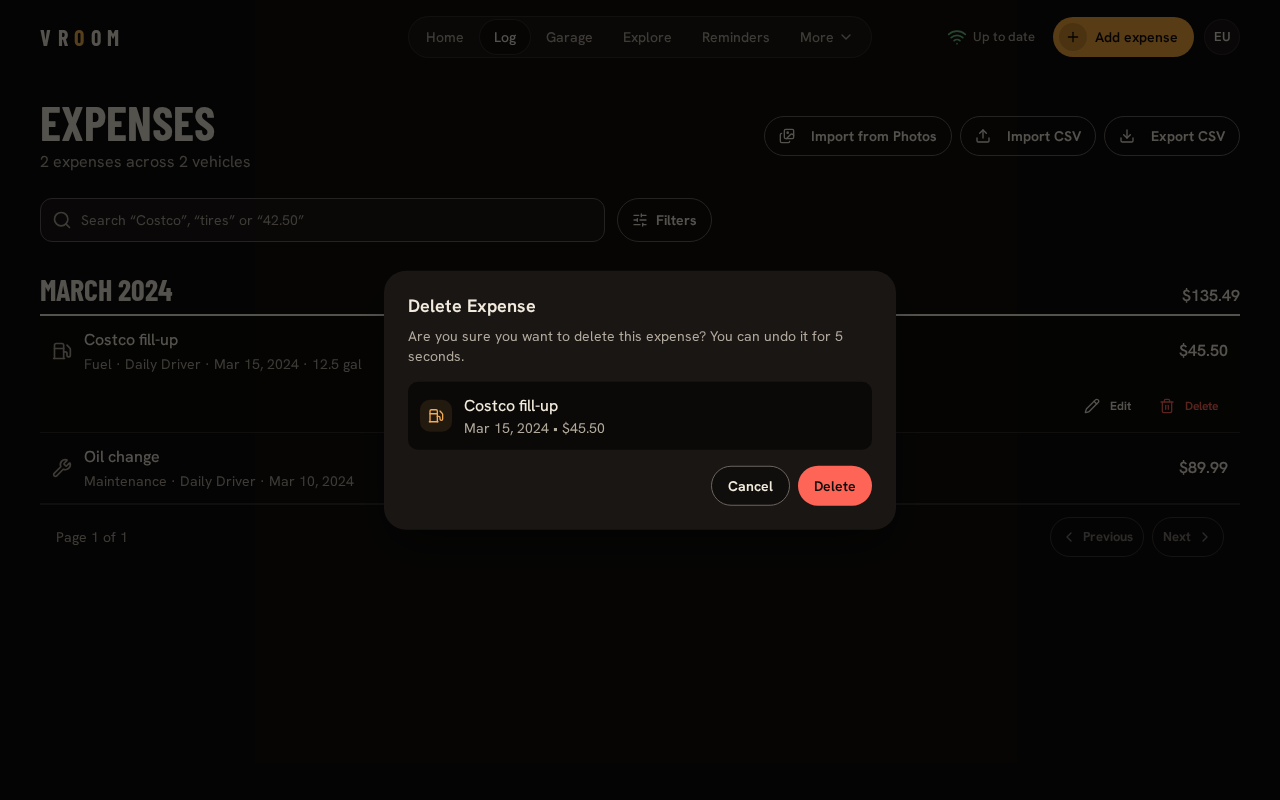 VROOM
Home
Log
Garage
Explore
Reminders
More
Up to date
Add expense
EU
EXPENSES
2 expenses across 2 vehicles
Import from Photos
Import CSV
Export CSV
Search “Costco”, “tires” or “42.50”
Filters
MARCH 2024
$135.49
Costco fill-up
Fuel · Daily Driver · Mar 15, 2024 · 12.5 gal
$45.50
Edit
Delete
Oil change
Maintenance · Daily Driver · Mar 10, 2024
$89.99
Page 1 of 1
Previous
Next
Delete Expense
Are you sure you want to delete this expense? You can undo it for 5
seconds.
Costco fill-up
Mar 15, 2024 • $45.50
Cancel
Delete